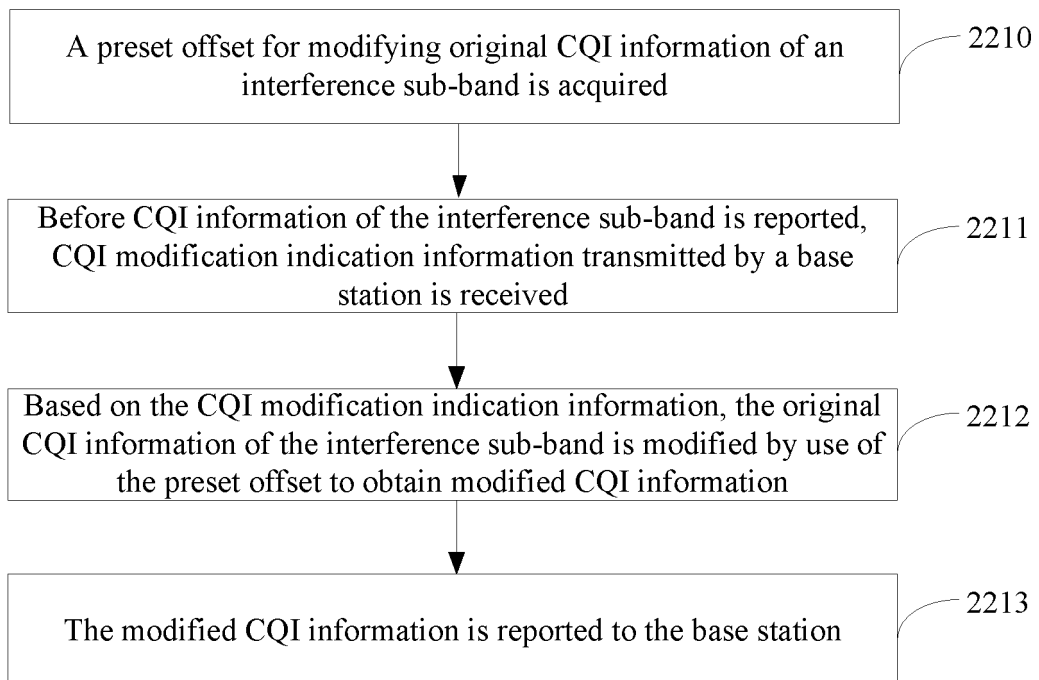 A preset offset for modifying original CQI information of an
interference sub-band is acquired
2210
Before CQI information of the interference sub-band is reported,
CQI modification indication information transmitted by a base
station is received
2211
Based on the CQI modification indication information, the original
CQI information of the interference sub-band is modified by use of
the preset offset to obtain modified CQI information
2212
The modified CQI information is reported to the base station
2213